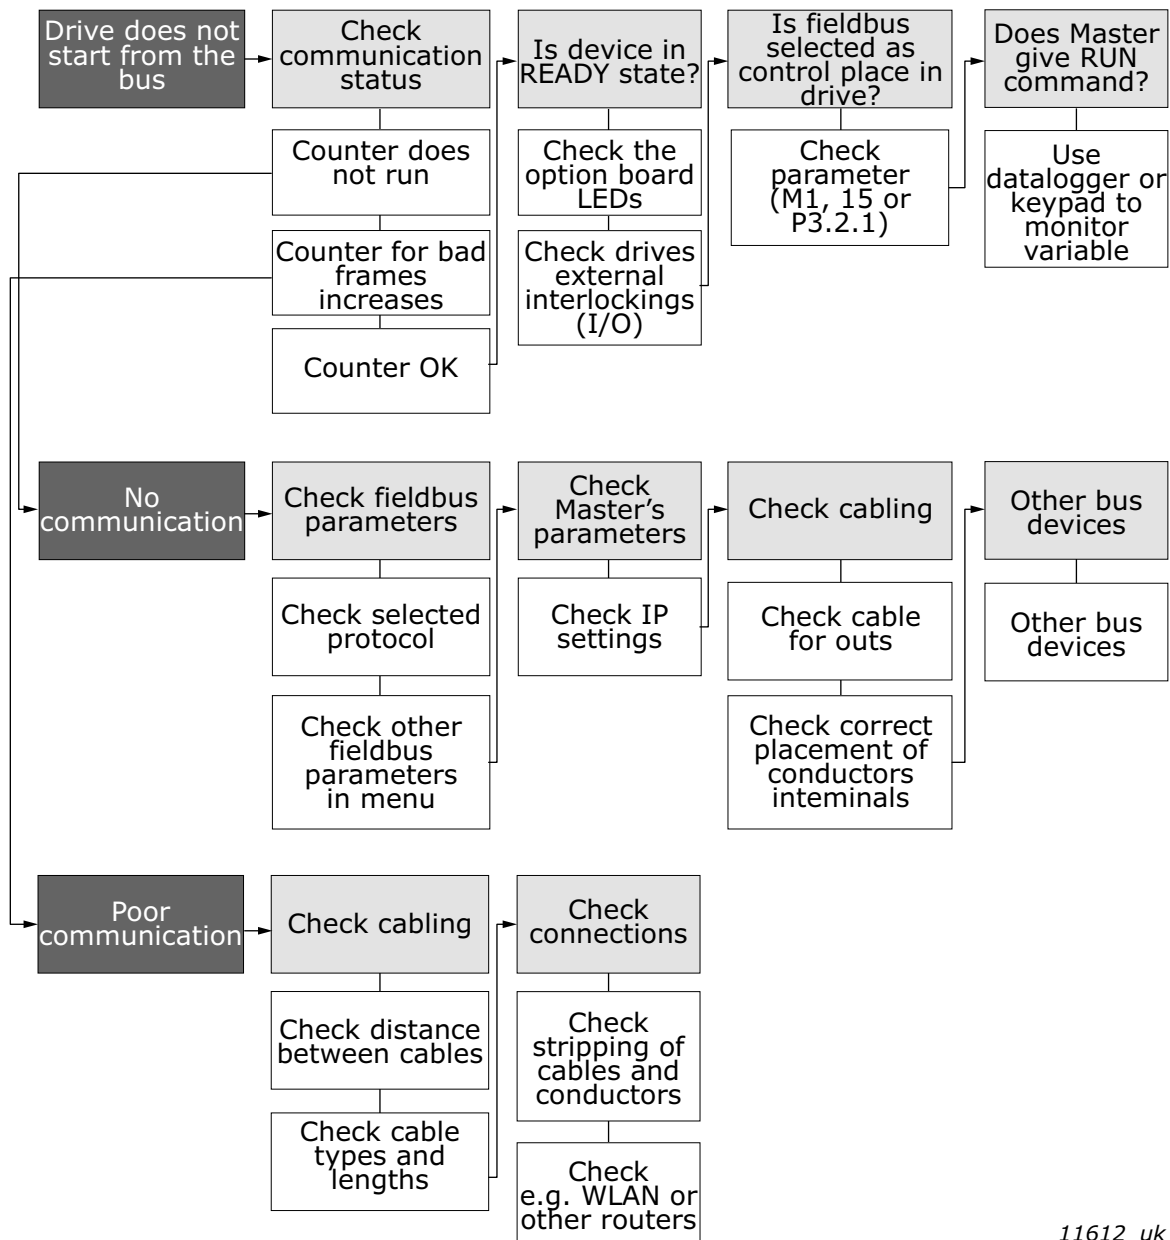 Drive does not
start from the
bus
Check
communication
status
Is device in
READY state?
Is fieldbus
selected as
control place in
drive?
Does Master
give RUN
command?
Counter does
not run
Check the
option board
LEDs
Check
parameter
(M1, 15 or
P3.2.1)
Use
datalogger or
keypad to
monitor
variable
Counter for bad
frames
increases
Check drives
external
interlockings
(I/O)
Counter OK
No
communication
Check fieldbus
parameters
Check
Master’s
parameters
Check cabling
Other bus
devices
Check selected
protocol
Check IP
settings
Check cable
for outs
Other bus
devices
Check other
fieldbus
parameters
in menu
Check correct
placement of
conductors
inteminals
Poor
communication
Check cabling
Check
connections
Check distance
between cables
Check
stripping of
cables and
conductors
Check cable
types and
lengths
Check
e.g. WLAN or
other routers
11612_uk